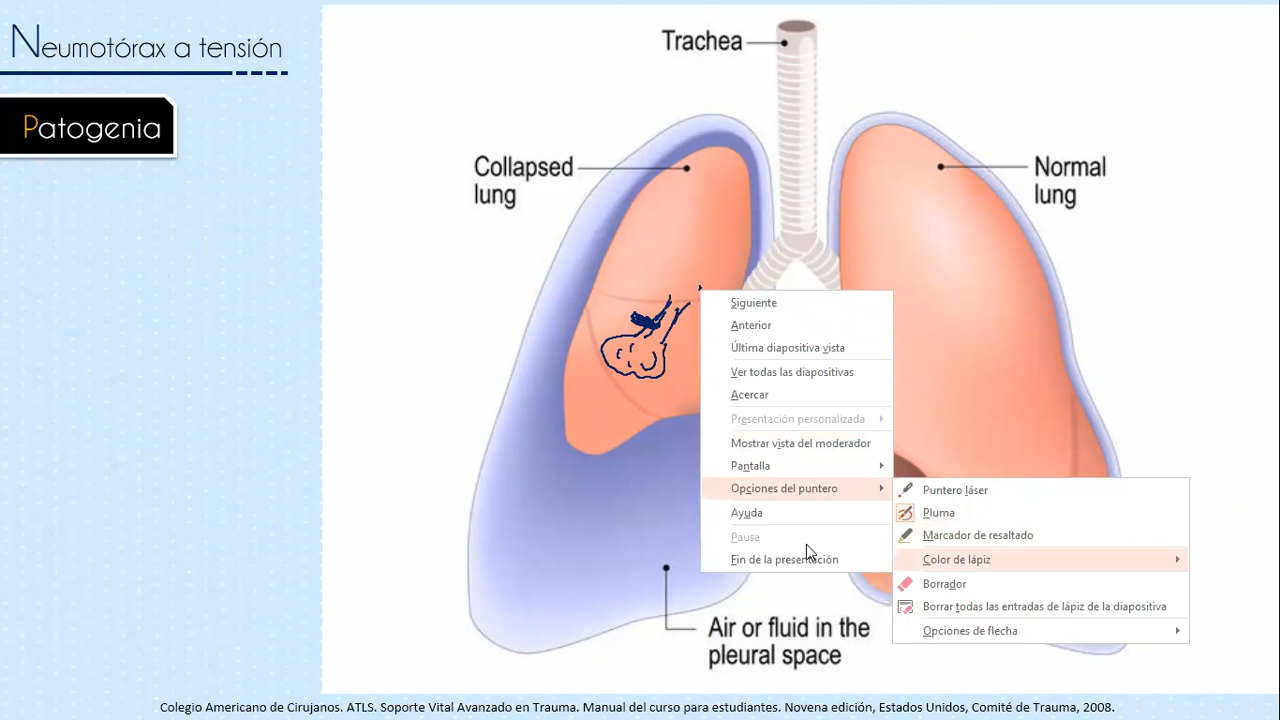 Neumotórax a tensión
Patogenia
Trachea
Collapsed
lung
Normal
lung
Siguiente
Anterior
Última diapositiva vista
Ver todas las diapositivas
Acercar
Presentación personalizada
Mostrar vista del moderador
Pantalla
Opciones del puntero
Ayuda
Pausa
Fin de la presentación
Puntero láser
Pluma
Marcador de resaltado
Color de lápiz
Borrador
Borrar todas las entradas de lápiz de la diapositiva
Opciones de flecha
Air or fluid in the
pleural space
Colegio Americano de Cirujanos. ATLS. Soporte Vital Avanzado en Trauma. Manual del curso para estudiantes. Novena edición, Estados Unidos, Comité de Trauma, 2008.